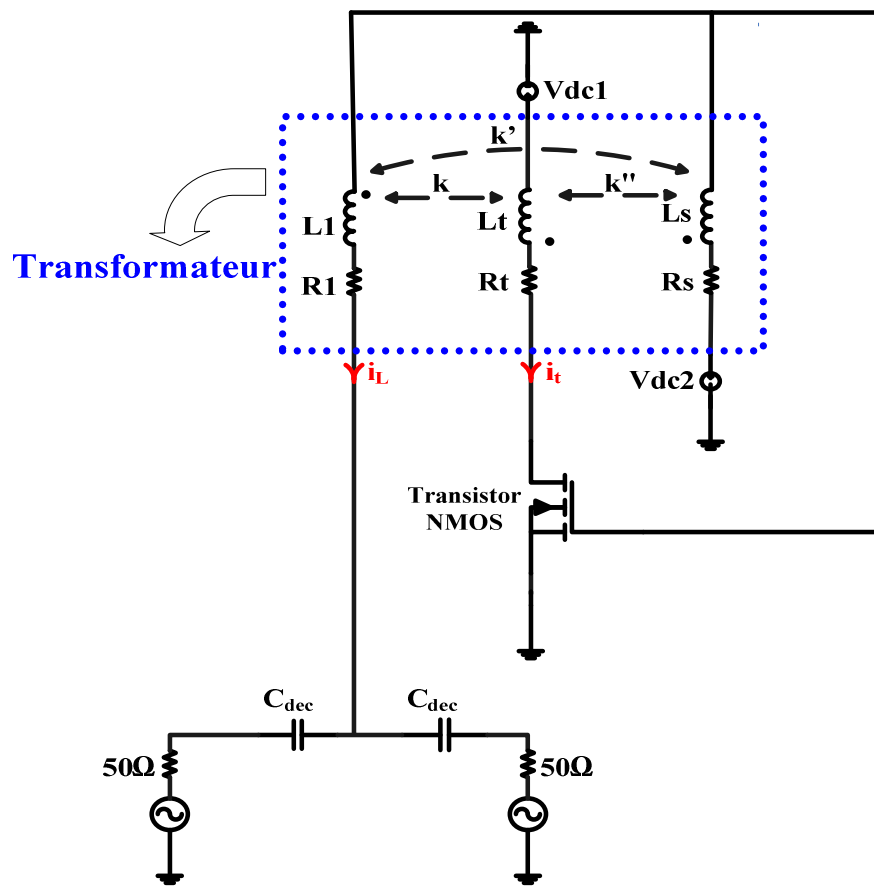 Vdc1
k'
k
k"
L1
Lt
Ls
Transformateur
R1
Rt
Rs
iL
it
Vdc2
Transistor
NMOS
Cdec
Cdec
50Ω
50Ω